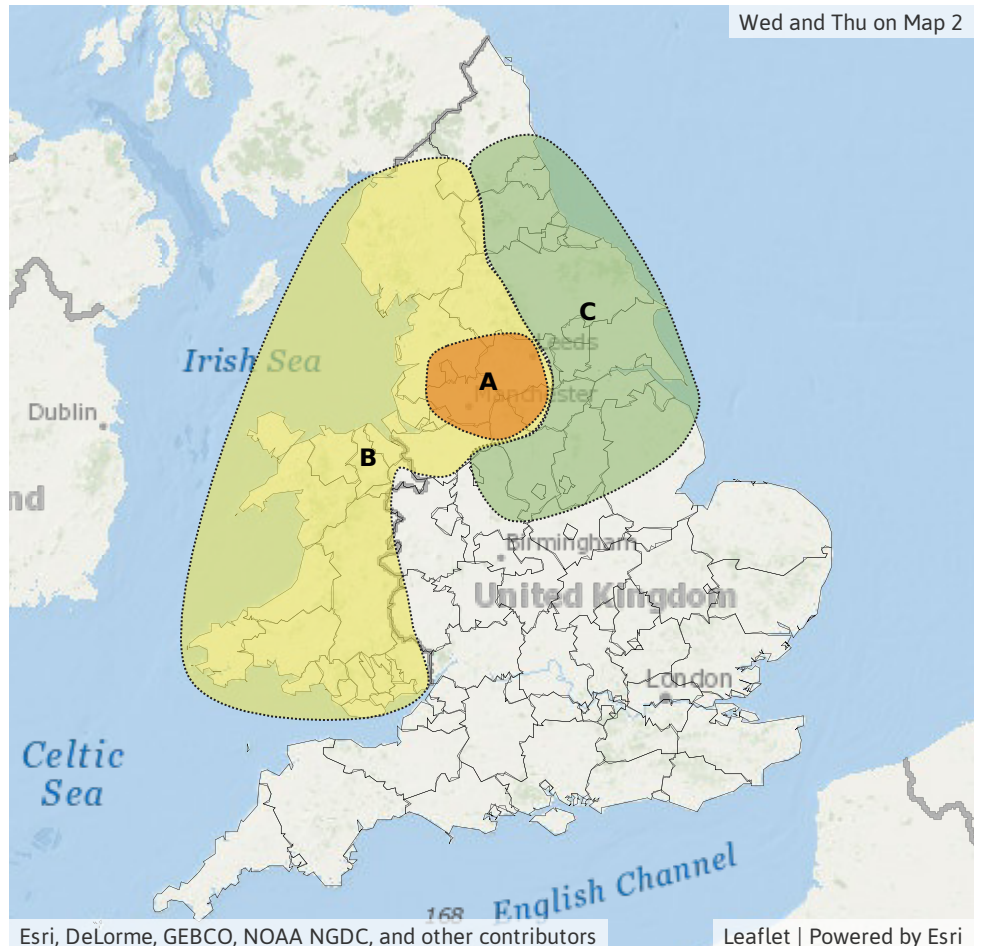 Wed and Thu on Map 2
C
Leeds
Irish Sea
A
Manchester
Dublin
B
nd
Birmingham
United Kingdom
London
Celtic
Sea
English Channel
168
Esri, DeLorme, GEBCO, NOAA NGDC, and other contributors
Leaflet | Powered by Esri